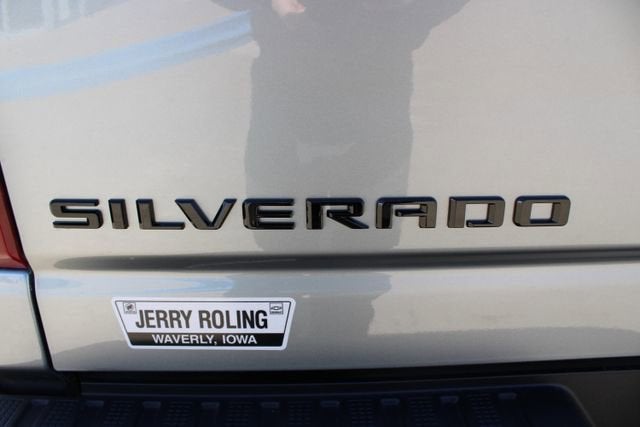 SILVERADO
JERRY ROLING
WAVERLY, IOWA